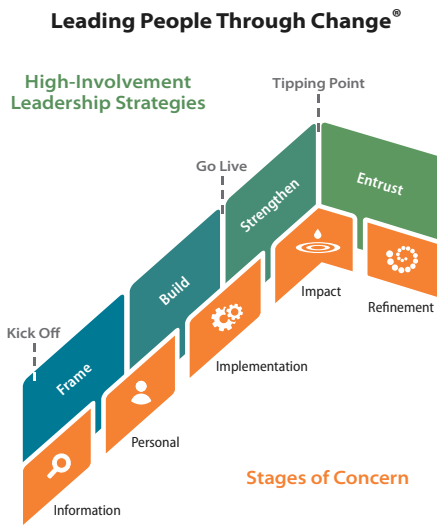 Leading People Through Change®
High-Involvement
Leadership Strategies
Tipping Point
Go Live
Kick Off
Frame
Build
Strengthen
Entrust
Information
Personal
Implementation
Impact
Refinement
Stages of Concern